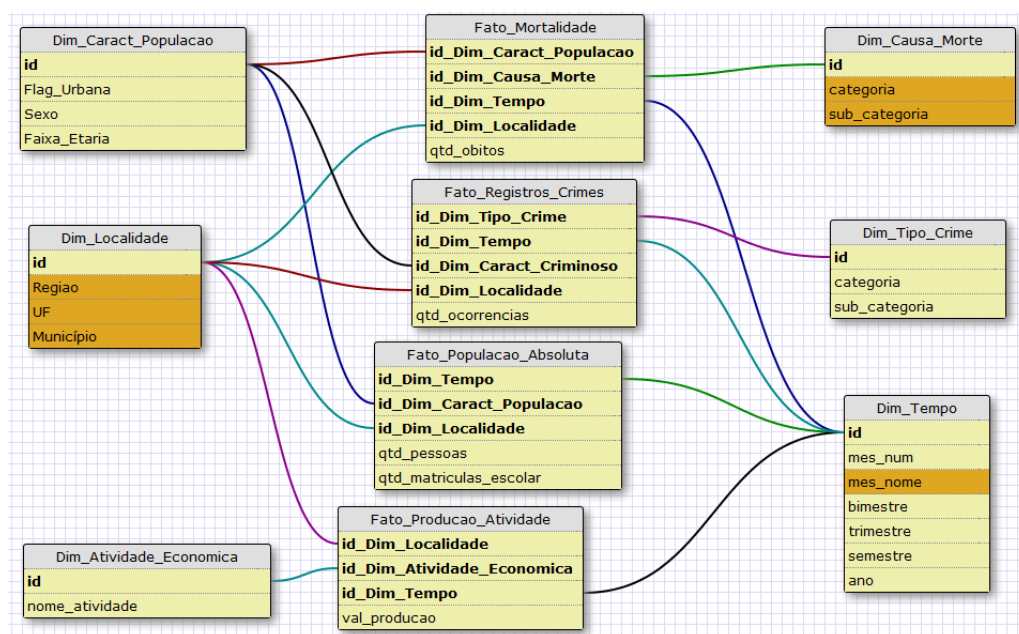 Dim_Caract_Populacao
id
Flag_Urbana
Sexo
Faixa_Etaria
Fato_Mortalidade
id_Dim_Caract_Populacao
id_Dim_Causa_Morte
id_Dim_Tempo
id_Dim_Localidade
qtd_obitos
Dim_Causa_Morte
id
categoria
sub_categoria
Fato_Registros_Crimes
id_Dim_Tipo_Crime
id_Dim_Tempo
id_Dim_Caract_Criminoso
id_Dim_Localidade
qtd_ocorrencias
Dim_Localidade
id
Regiao
UF
Município
Dim_Tipo_Crime
id
categoria
sub_categoria
Fato_Populacao_Absoluta
id_Dim_Tempo
id_Dim_Caract_Populacao
id_Dim_Localidade
qtd_pessoas
qtd_matriculas_escolar
Dim_Tempo
id
mes_num
mes_nome
bimestre
trimestre
semestre
ano
Fato_Producao_Atividade
id_Dim_Localidade
id_Dim_Atividade_Economica
id_Dim_Tempo
val_producao
Dim_Atividade_Economica
id
nome_atividade